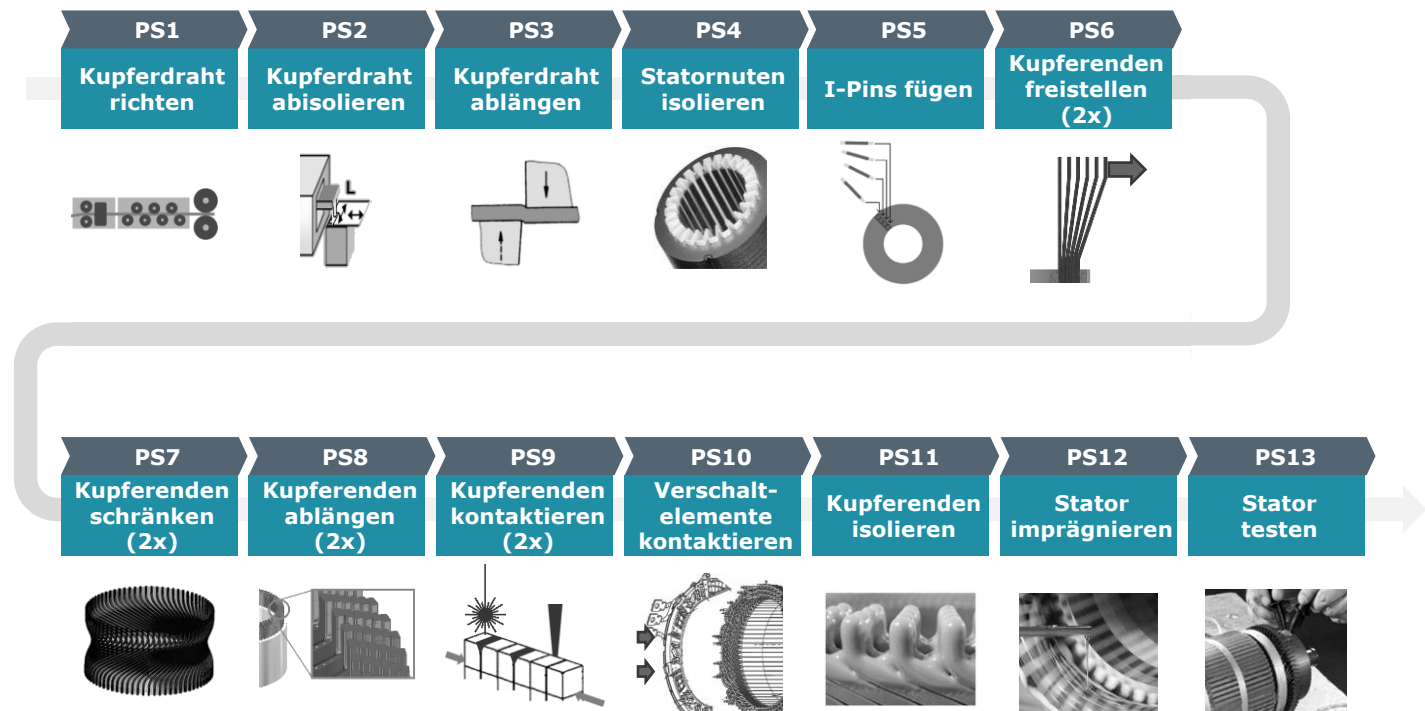 PS1
Kupferdraht
richten
PS2
Kupferdraht
abisolieren
PS3
Kupferdraht
ablängen
PS4
Statornuten
isolieren
PS5
I-Pins fügen
PS6
Kupferenden
freistellen
(2x)
L
PS7
Kupferenden
schränken
(2x)
PS8
Kupferenden
ablängen
(2x)
PS9
Kupferenden
kontaktieren
(2x)
PS10
Verschalt-
elemente
kontaktieren
PS11
Kupferenden
isolieren
PS12
Stator
imprägnieren
PS13
Stator
testen